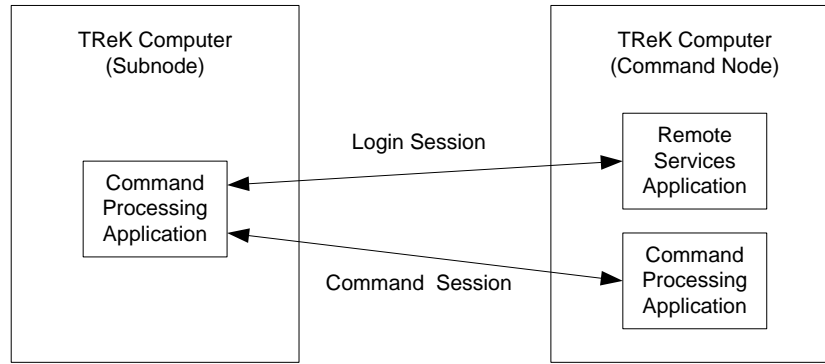 TReK Computer
(Subnode)
TReK Computer
(Command Node)
Login Session
Remote
Services
Application
Command
Processing
Application
Command Session
Command
Processing
Application